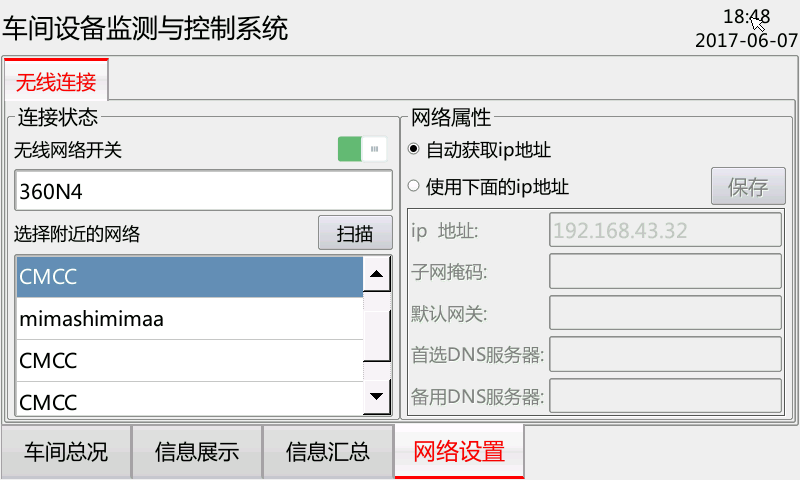 车间设备监测与控制系统
18:48
2017-06-07
无线连接
连接状态
无线网络开关
360N4
选择附近的网络
扫描
CMCC
mimashimimaa
CMCC
CMCC
网络属性
自动获取ip地址
使用下面的ip地址
保存
ip 地址:
192.168.43.32
子网掩码:
默认网关:
首选DNS服务器:
备用DNS服务器:
车间总况
信息展示
信息汇总
网络设置